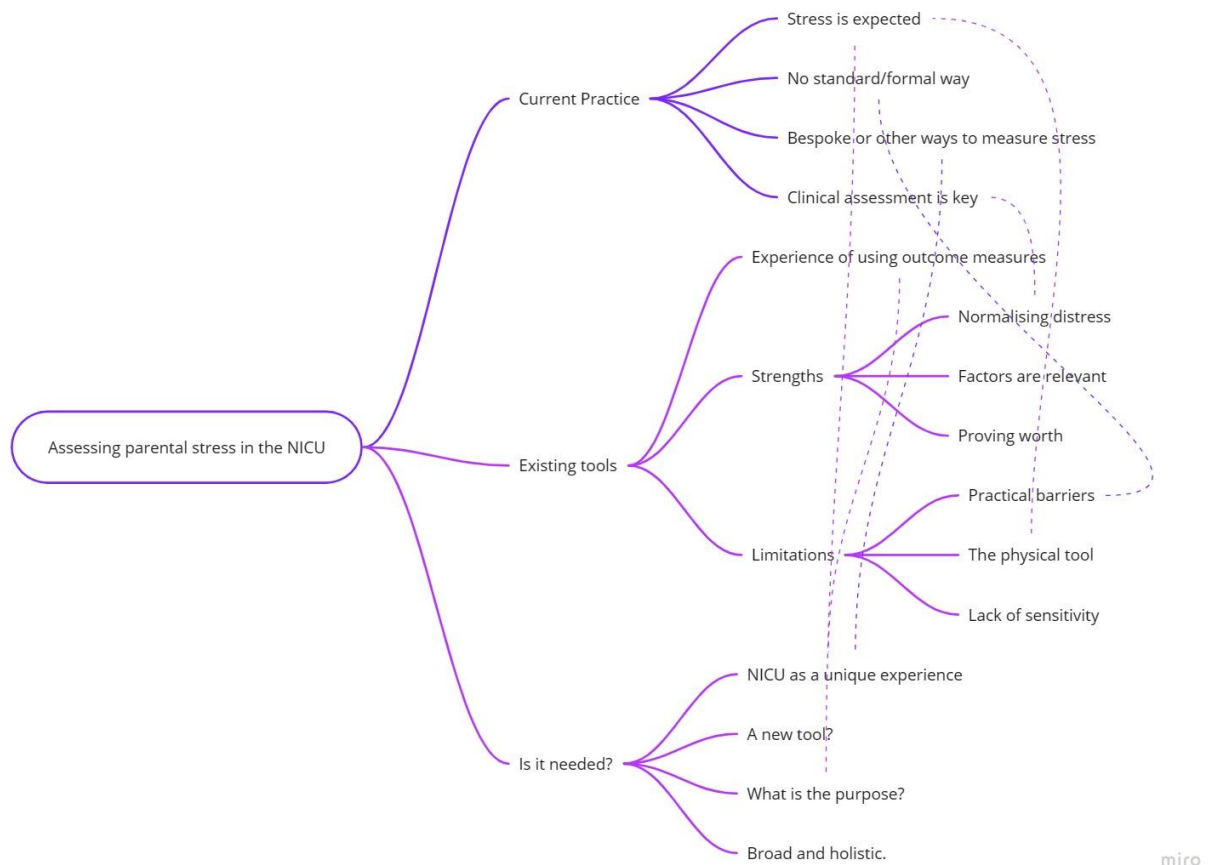 Assessing parental stress in the NICU
Current Practice
Stress is expected
No standard/formal way
Bespoke or other ways to measure stress
Clinical assessment is key
Existing tools
Experience of using outcome measures
Strengths
Normalising distress
Factors are relevant
Proving worth
Limitations
Practical barriers
The physical tool
Lack of sensitivity
Is it needed?
NICU as a unique experience
A new tool?
What is the purpose?
Broad and holistic.
miro